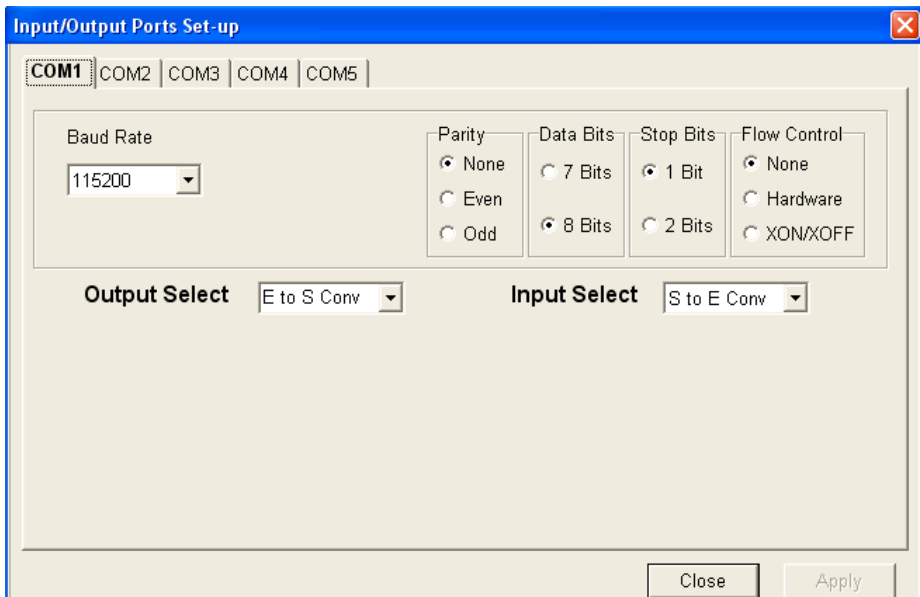 Input/Output Ports Set-up
COM1 COM2 COM3 COM4 COM5
Baud Rate
115200
Parity
None
Even
Odd
Data Bits
7 Bits
8 Bits
Stop Bits
1 Bit
2 Bits
Flow Control
None
Hardware
XON/XOFF
Output Select E to S Conv
Input Select S to E Conv
Close Apply